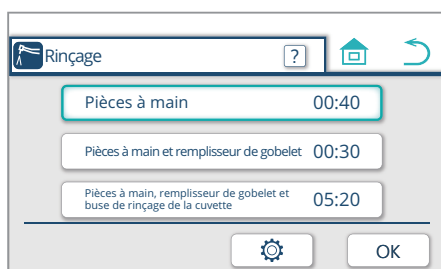 Rinçage ?
Pièces à main 00:40
Pièces à main et remplisseur de gobelet 00:30
Pièces à main, remplisseur de gobelet et
buse de rinçage de la cuvette 05:20
OK